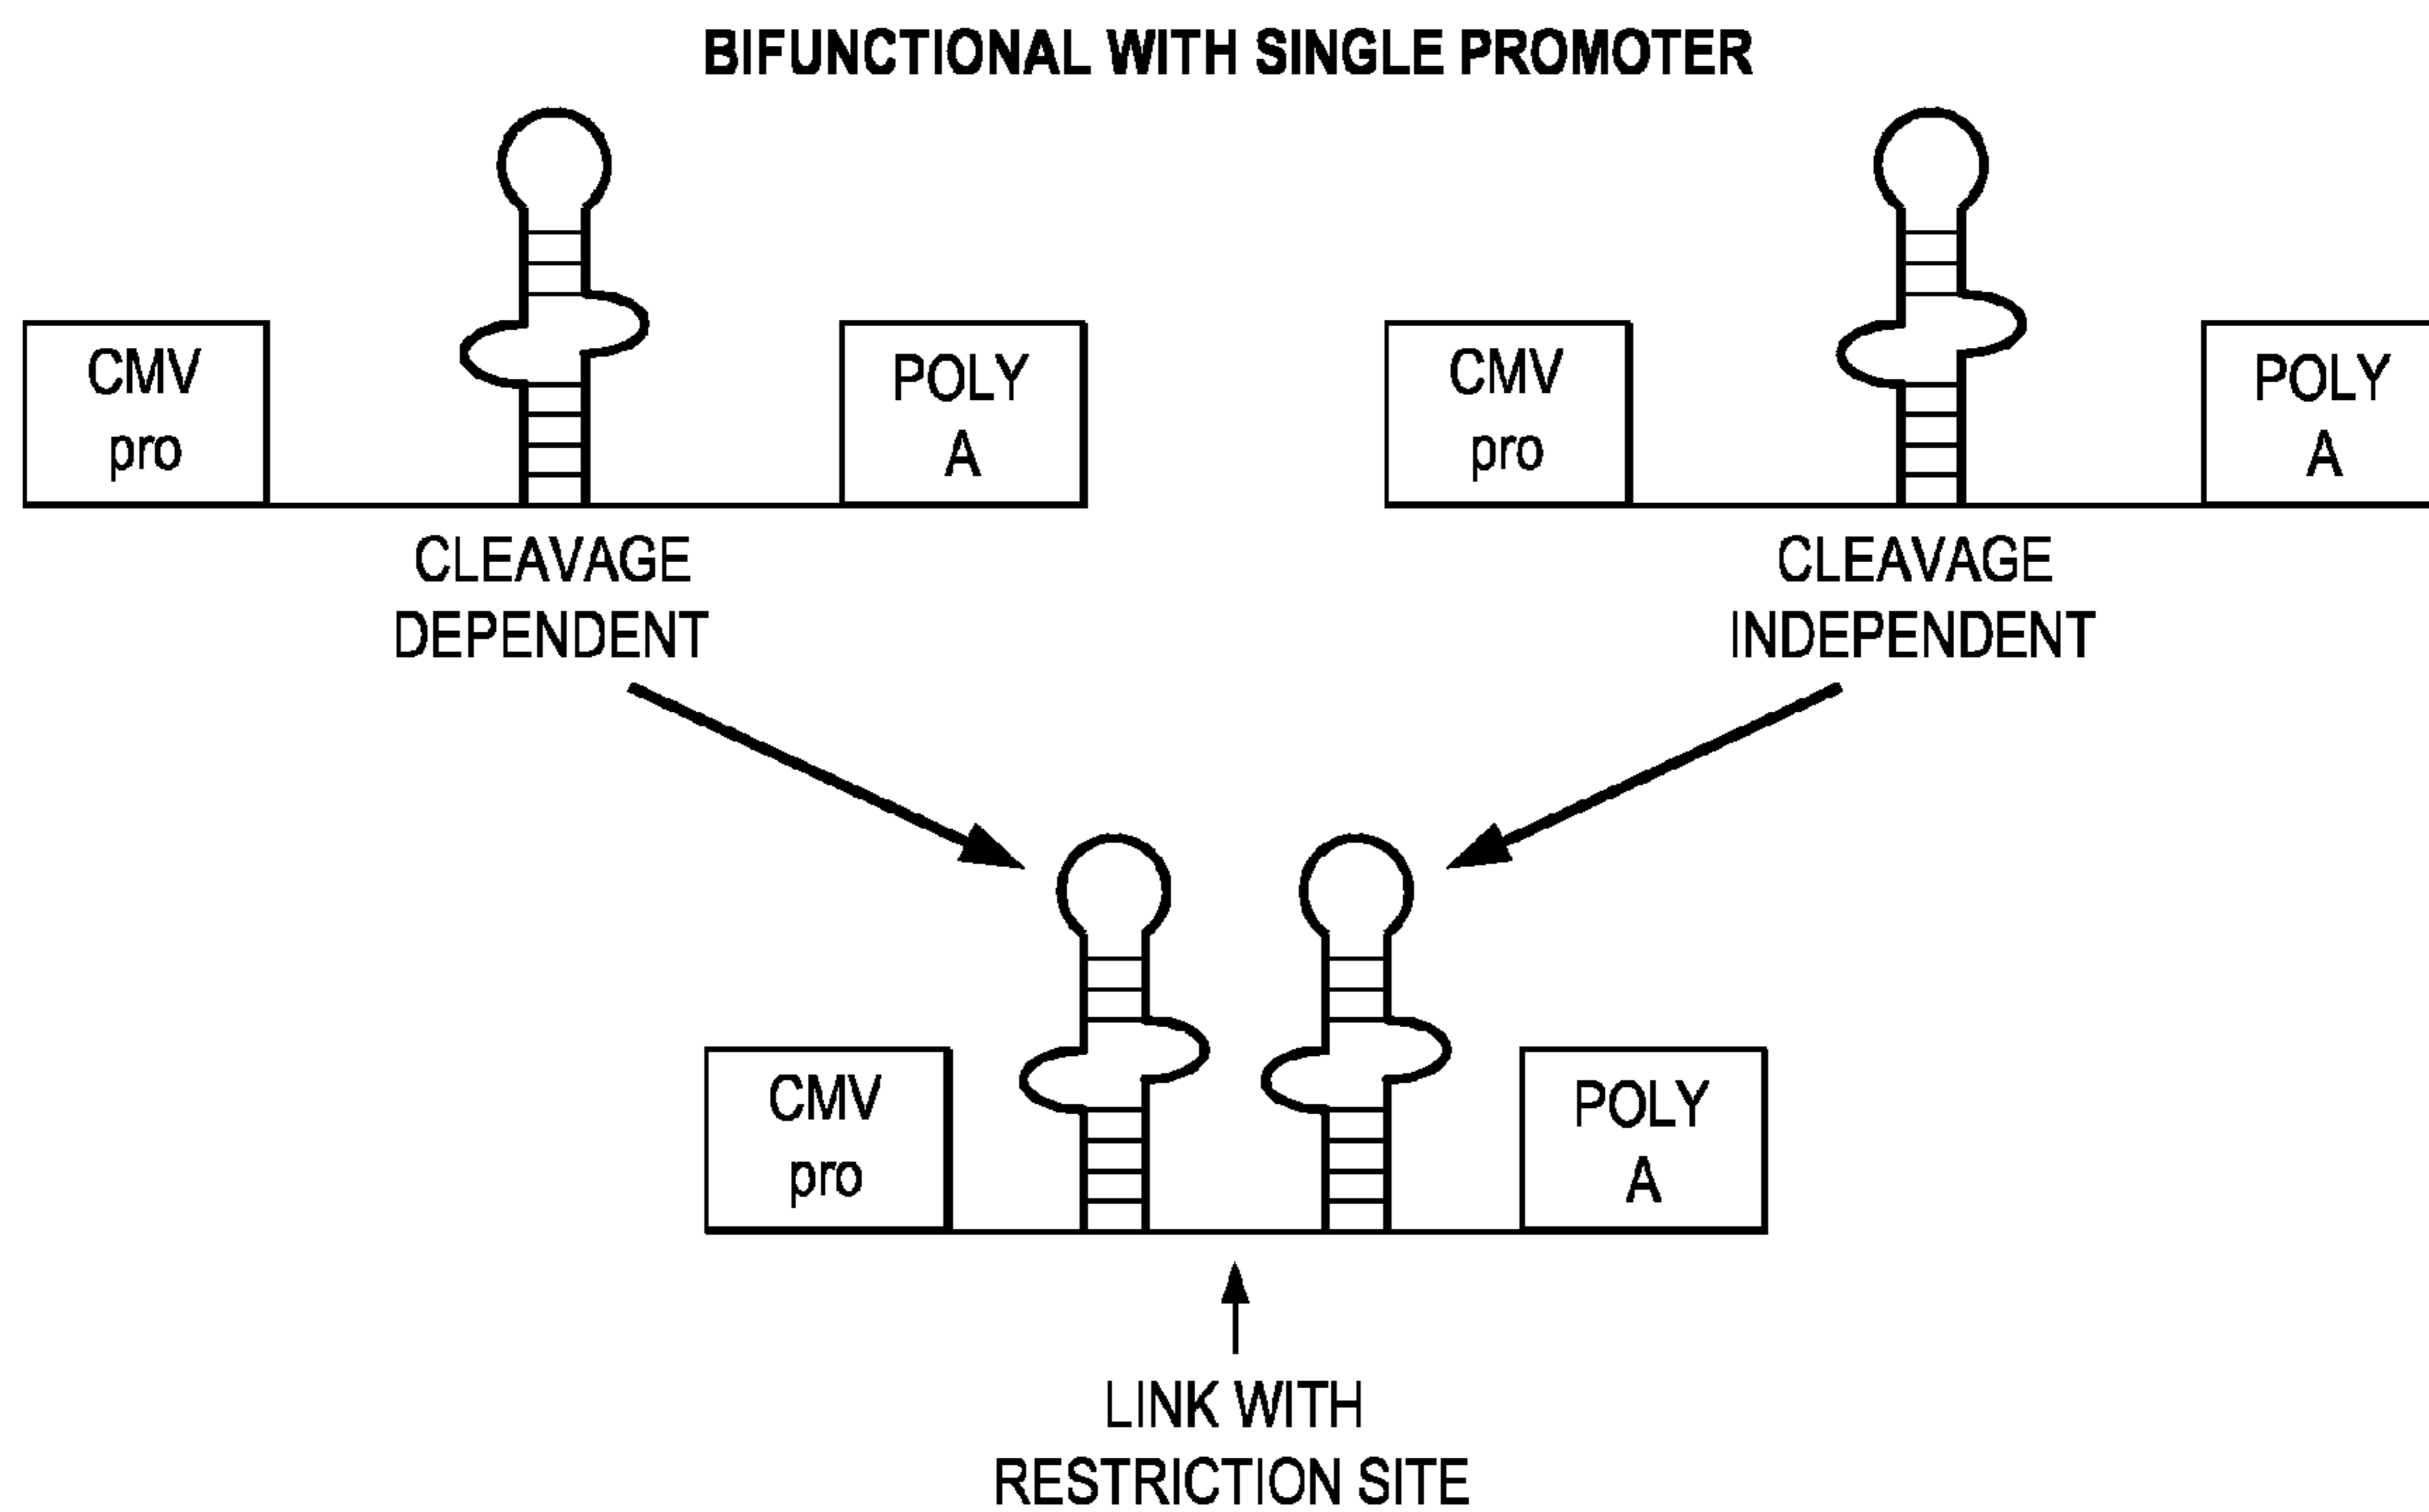 BIFUNCTIONAL WITH SINGLE PROMOTER
CMV
pro
POLY
A
CLEAVAGE
DEPENDENT
CMV
pro
POLY
A
CLEAVAGE
INDEPENDENT
CMV
pro
POLY
A
LINK WITH
RESTRICTION SITE